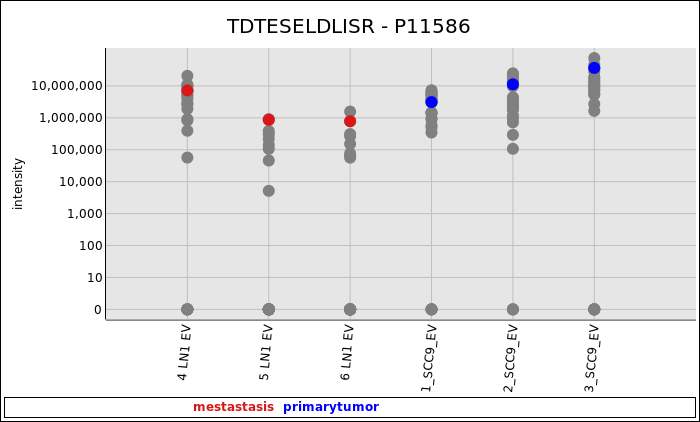 TDTESELDLISR - P11586
intensity
10,000,000
1,000,000
100,000
10,000
1,000
100
10
0
4 LN1 EV
5 LN1 EV
6 LN1 EV
1_SCC9_EV
2_SCC9_EV
3_SCC9_EV
mestastasis primarytumor